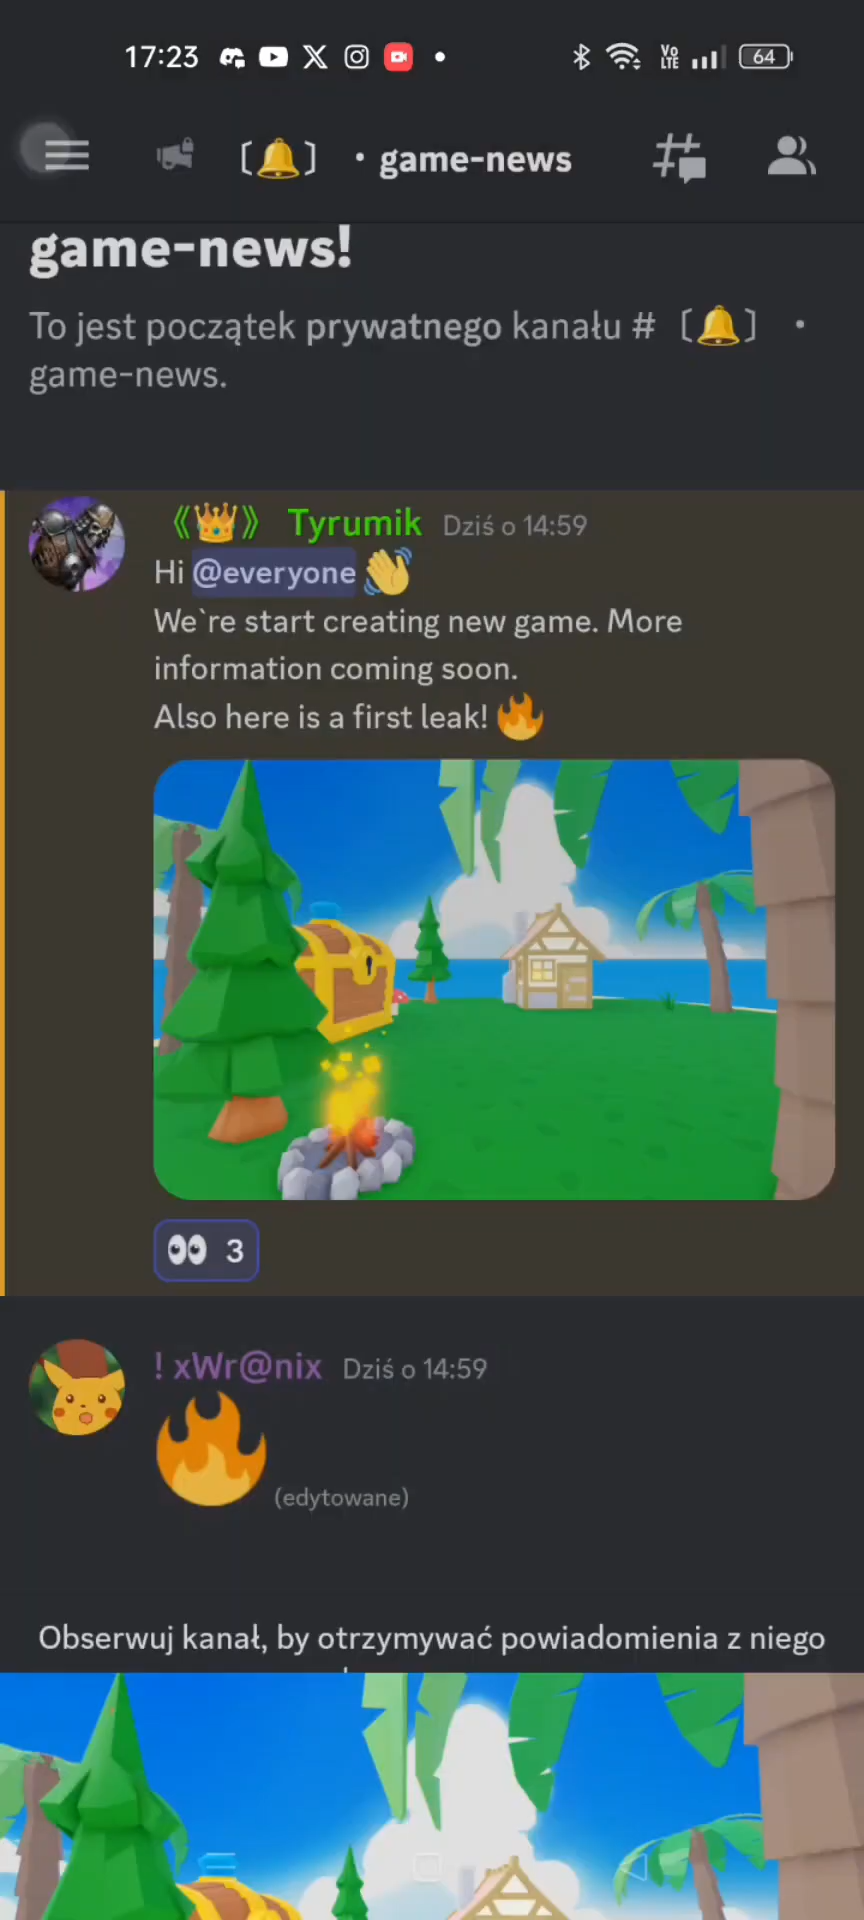 17:23 Vo LTE 64
〔🔔〕 • game-news
game-news!
To jest początek prywatnego kanału # 〔🔔〕 •
game-news.
《👑》 Tyrumik Dziś o 14:59
Hi @everyone 👋
We`re start creating new game. More
information coming soon.
Also here is a first leak! 🔥
👀 3
! xWr@nix Dziś o 14:59
🔥 (edytowane)
Obserwuj kanał, by otrzymywać powiadomienia z niego